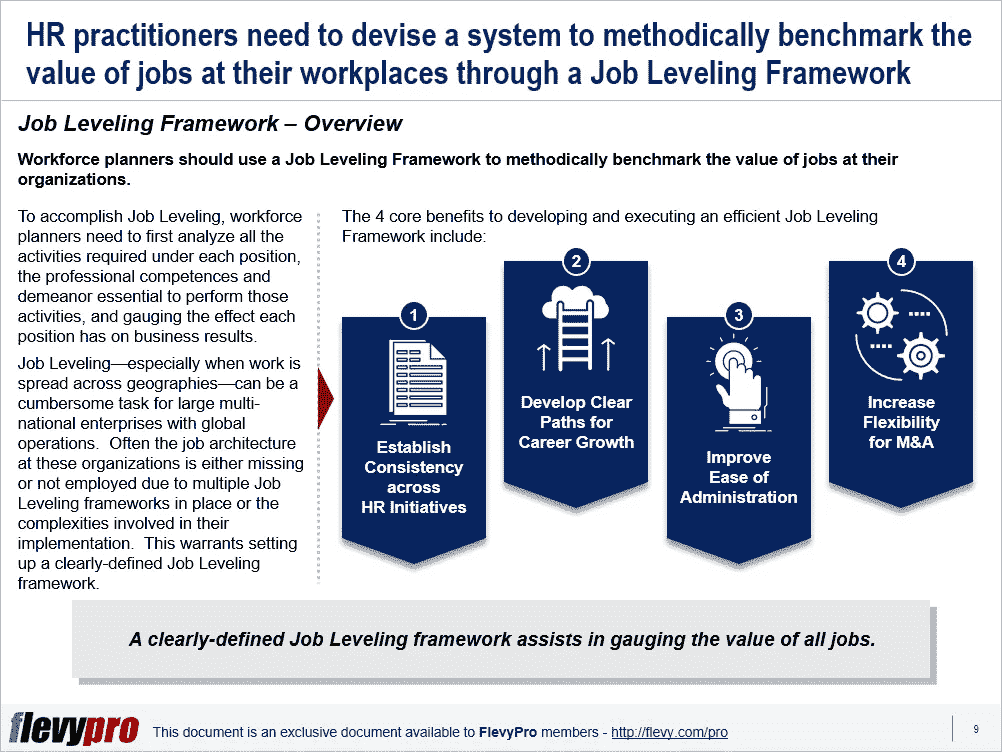 HR practitioners need to devise a system to methodically benchmark the
value of jobs at their workplaces through a Job Leveling Framework
Job Leveling Framework – Overview
Workforce planners should use a Job Leveling Framework to methodically benchmark the value of jobs at their
organizations.
To accomplish Job Leveling, workforce
planners need to first analyze all the
activities required under each position,
the professional competences and
demeanor essential to perform those
activities, and gauging the effect each
position has on business results.
Job Leveling—especially when work is
spread across geographies—can be a
cumbersome task for large multi-
national enterprises with global
operations.  Often the job architecture
at these organizations is either missing
or not employed due to multiple Job
Leveling frameworks in place or the
complexities involved in their
implementation.  This warrants setting
up a clearly-defined Job Leveling
framework.
The 4 core benefits to developing and executing an efficient Job Leveling
Framework include:
1
Establish
Consistency
across
HR Initiatives
2
Develop Clear
Paths for
Career Growth
3
Improve
Ease of
Administration
4
Increase
Flexibility
for M&A
A clearly-defined Job Leveling framework assists in gauging the value of all jobs.
flevypro
This document is an exclusive document available to FlevyPro members - http://flevy.com/pro
9